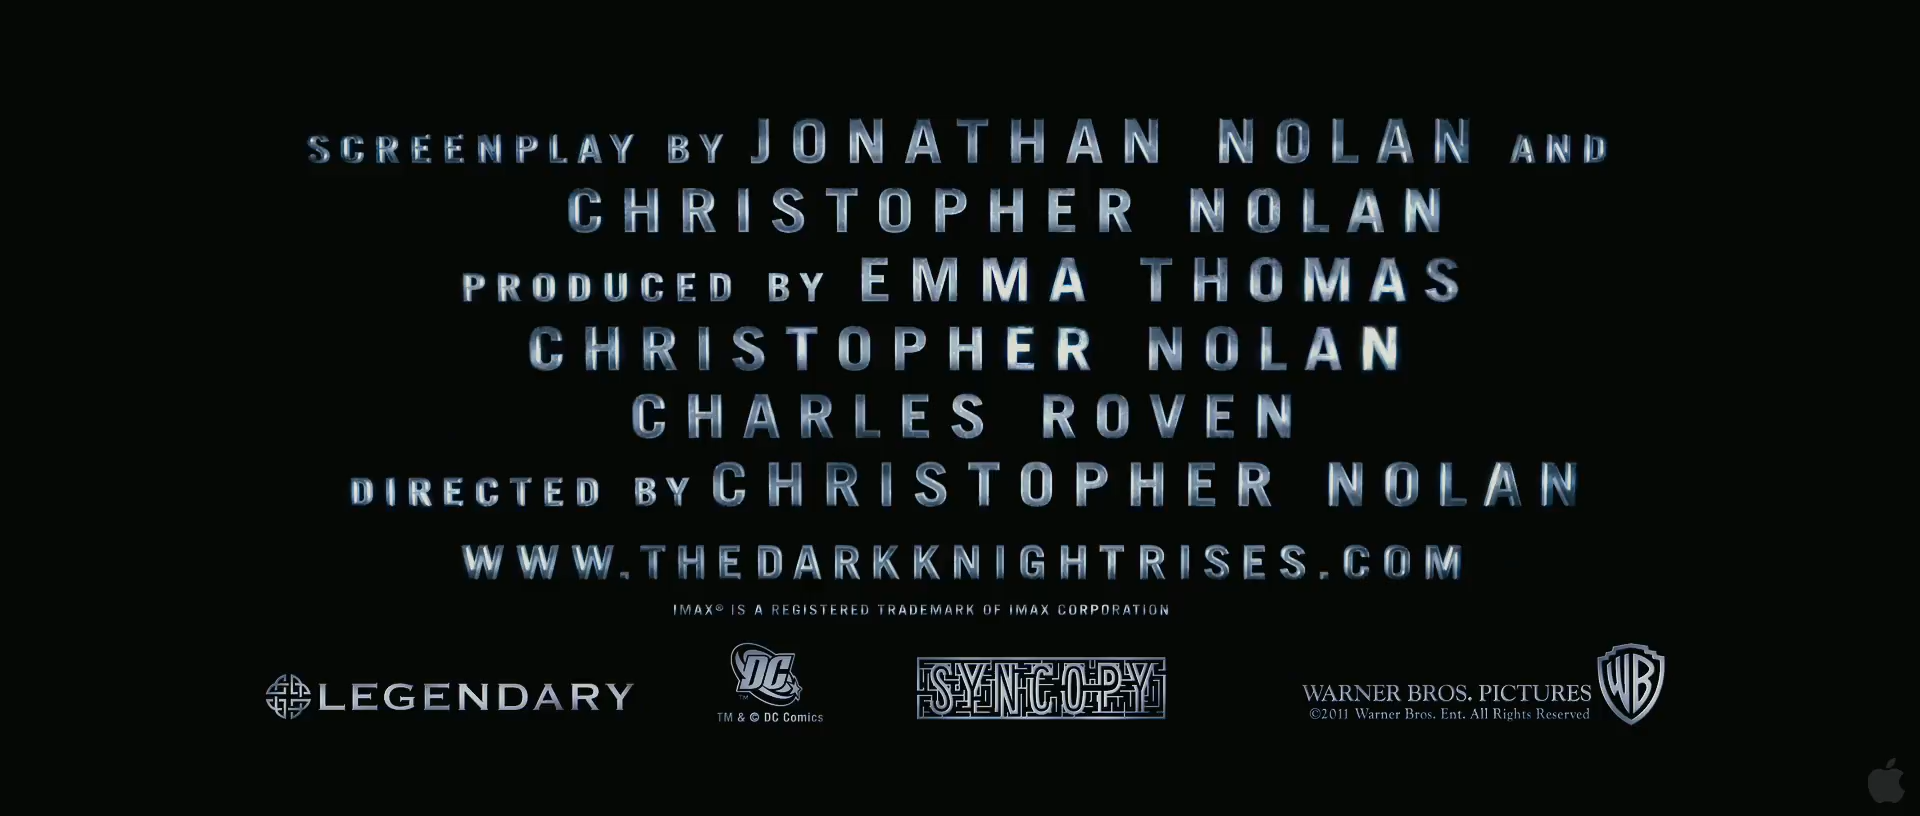 SCREENPLAY BY JONATHAN NOLAN AND
CHRISTOPHER NOLAN
PRODUCED BY EMMA THOMAS
CHRISTOPHER NOLAN
CHARLES ROVEN
DIRECTED BY CHRISTOPHER NOLAN
WWW.THEDARKKNIGHTRISES.COM
IMAX® IS A REGISTERED TRADEMARK OF IMAX CORPORATION
LEGENDARY
DC
TM
TM & © DC Comics
SYNCOPY
WARNER BROS. PICTURES
©2011 Warner Bros. Ent. All Rights Reserved
WB